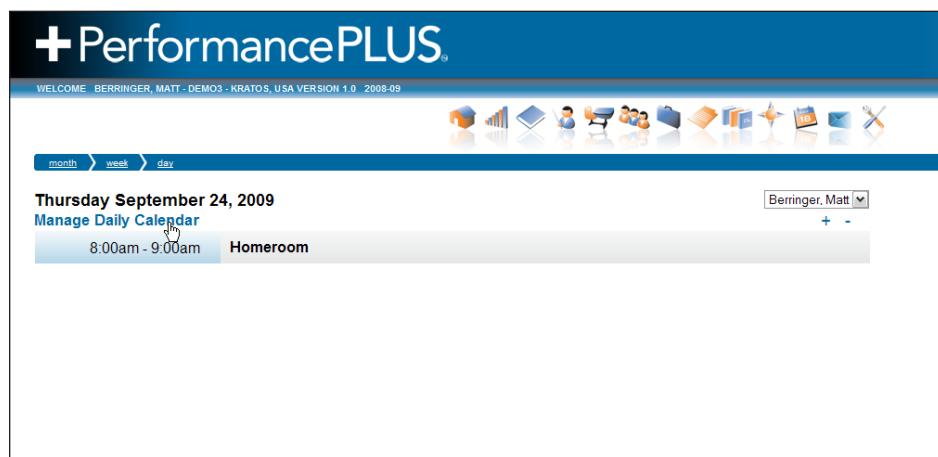 +PerformancePLUS
WELCOME BERRINGER, MATT - DEMO3 - KRATOS, USA VERSION 1.0 2008-09
18
month week day
Thursday September 24, 2009
Berringer, Matt
Manage Daily Calendar
+ -
8:00am - 9:00am Homeroom